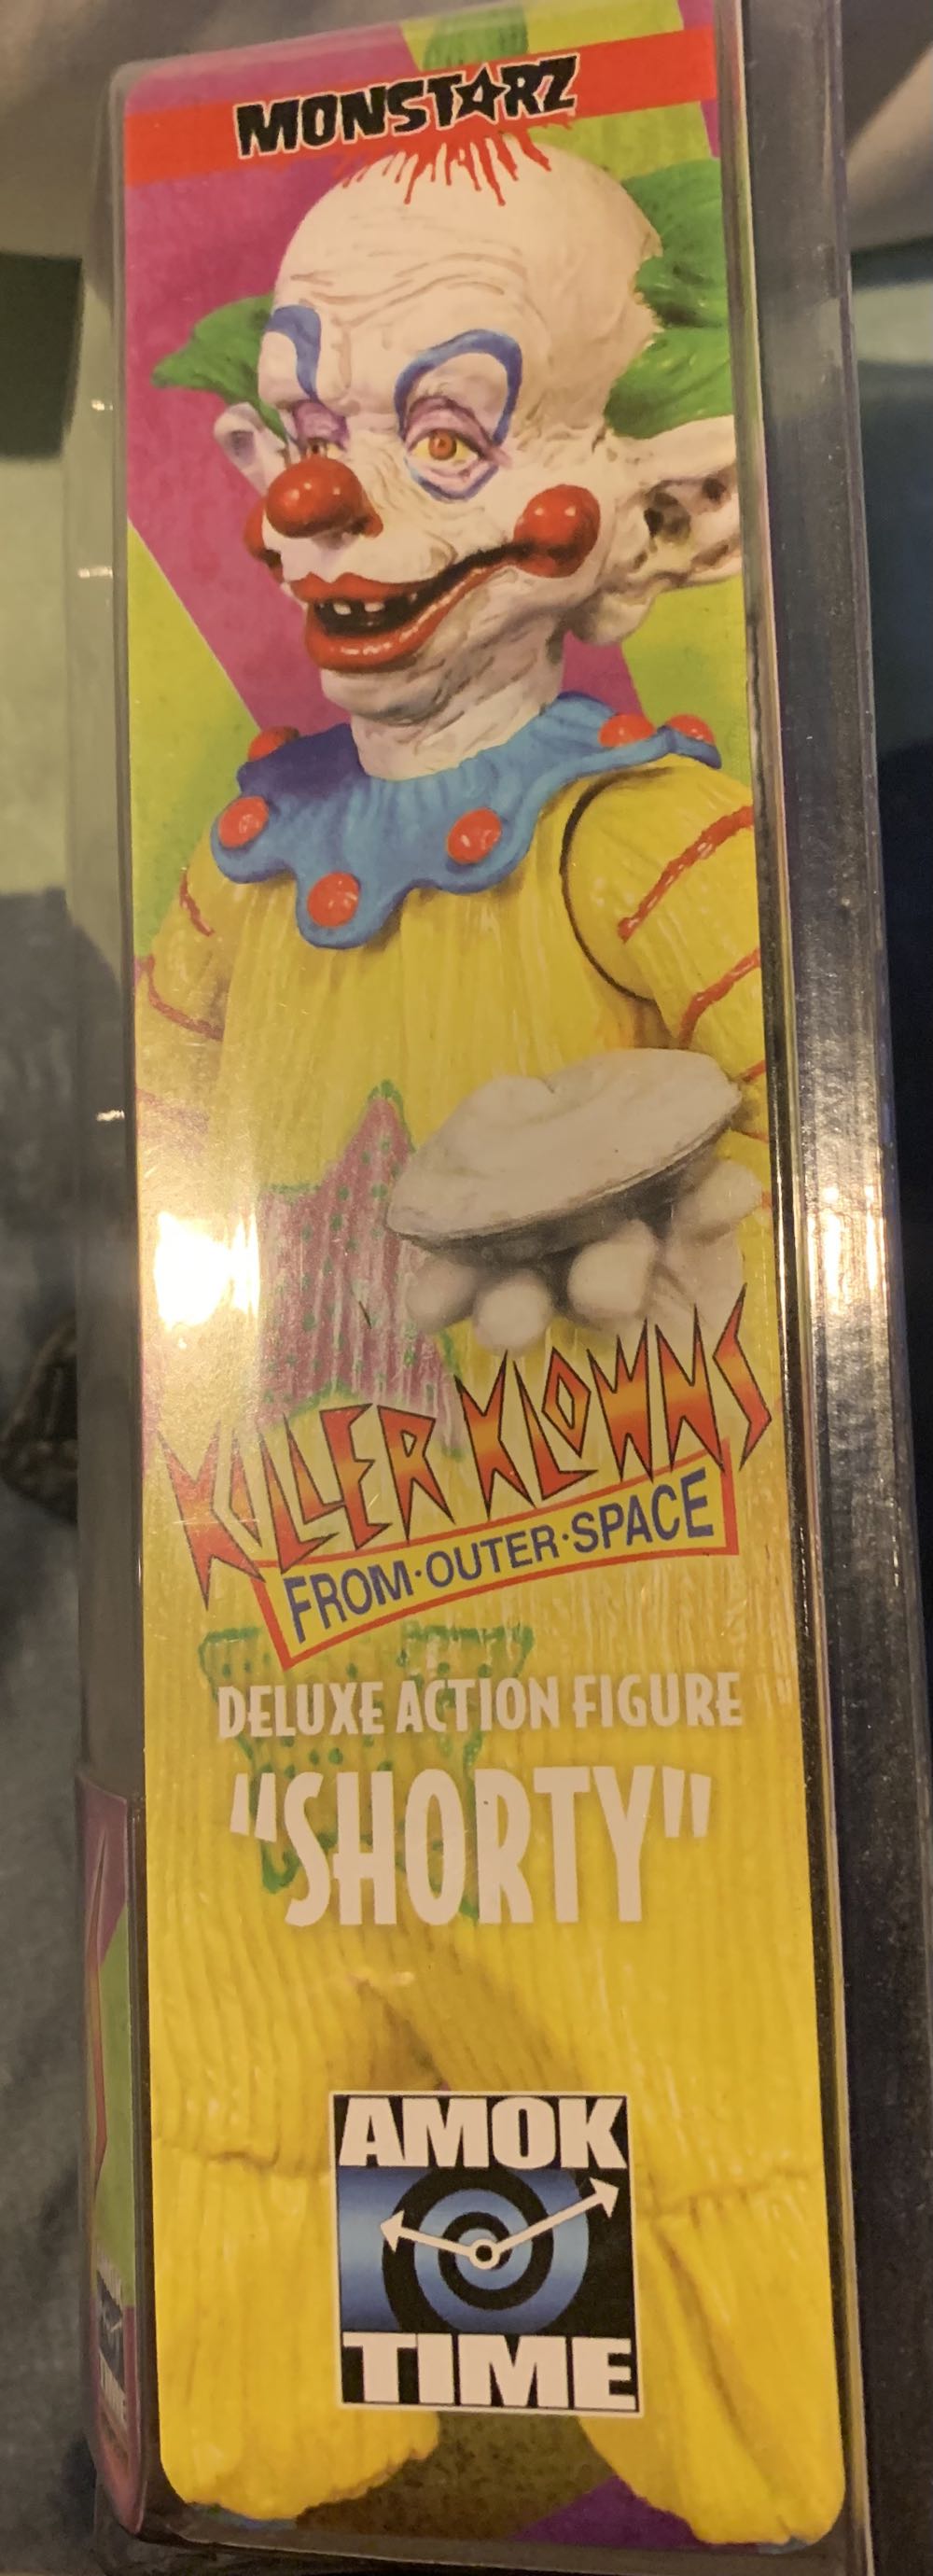 MONSTARZ
KILLER KLOWNS
FROM·OUTER·SPACE
DELUXE ACTION FIGURE
"SHORTY"
AMOK
TIME